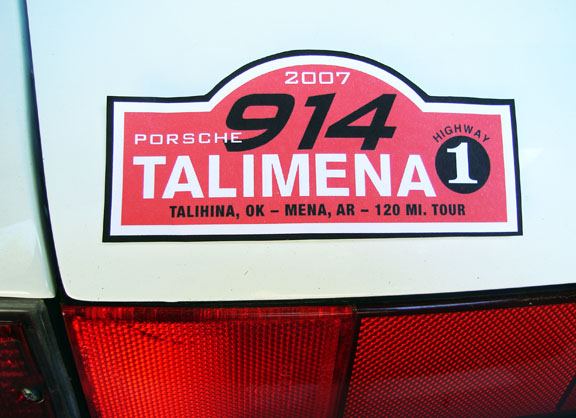 2007
914
PORSCHE
HIGHWAY
1
TALIMENA
TALIHINA, OK – MENA, AR – 120 MI. TOUR